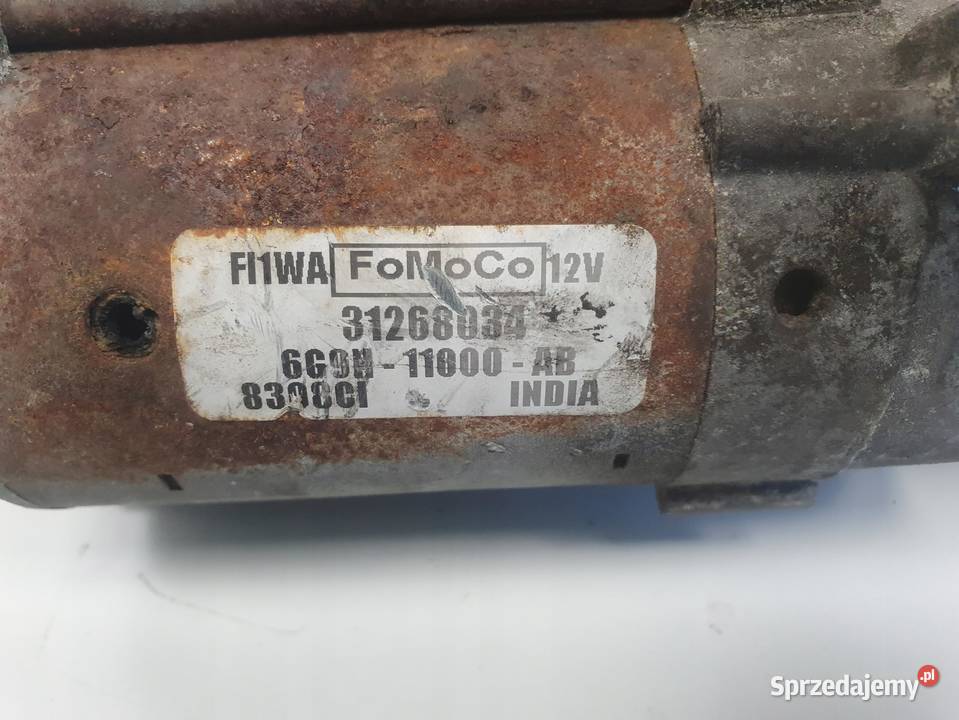 FI1WA FoMoCo 12V
31268034
6G9N-11000-AB
8308CI INDIA
Sprzedajemy.pl